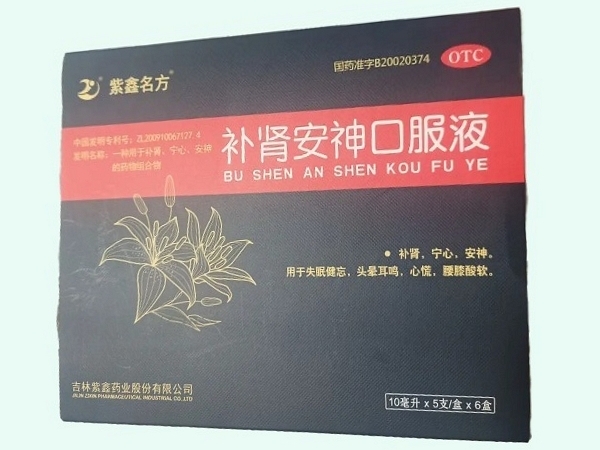 紫鑫名方®
国药准字B20020374
OTC
中国发明专利号：ZL200910067127.4
发明名称：一种用于补肾、宁心、安神
的药物组合物
补肾安神口服液
BU SHEN AN SHEN KOU FU YE
● 补肾，宁心，安神。
用于失眠健忘，头晕耳鸣，心慌，腰膝酸软。
吉林紫鑫药业股份有限公司
JILIN ZIXIN PHARMACEUTICAL INDUSTRIAL CO.,LTD
10毫升 x 5支/盒 x 6盒